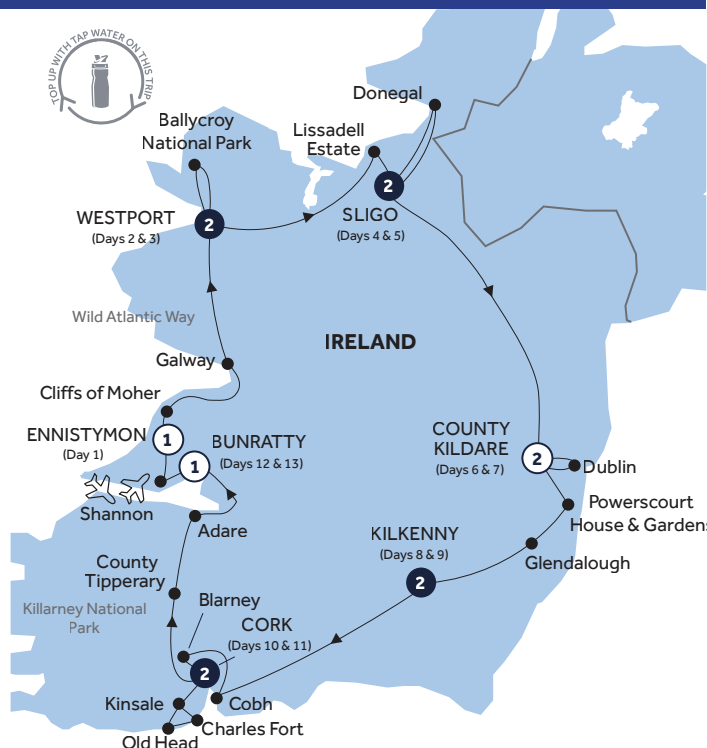 TOP UP WITH TAP WATER ON THIS TRIP
Donegal
Ballycroy
National Park
Lissadell
Estate
2
SLIGO
(Days 4 & 5)
WESTPORT
(Days 2 & 3)
2
Wild Atlantic Way
IRELAND
Galway
Cliffs of Moher
ENNISTYMON
(Day 1)
1
BUNRATTY
(Days 12 & 13)
1
COUNTY
KILDARE
(Days 6 & 7)
2
Dublin
Shannon
Adare
Powerscourt
House & Gardens
KILKENNY
(Days 8 & 9)
2
Glendalough
County
Tipperary
Killarney National
Park
Blarney
CORK
(Days 10 & 11)
2
Kinsale
Cobh
Charles Fort
Old Head